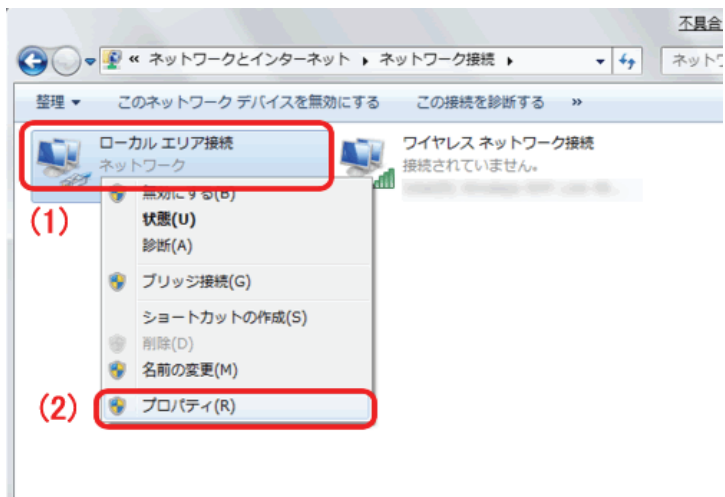 不具合
« ネットワークとインターネット ▸ ネットワーク接続 ▸
ネットワ
整理 ▼ このネットワーク デバイスを無効にする この接続を診断する »
ローカル エリア接続
ネットワーク
ワイヤレス ネットワーク接続
接続されていません。
(1)
無効にする(B)
状態(U)
診断(A)
ブリッジ接続(G)
ショートカットの作成(S)
削除(D)
名前の変更(M)
(2)
プロパティ(R)